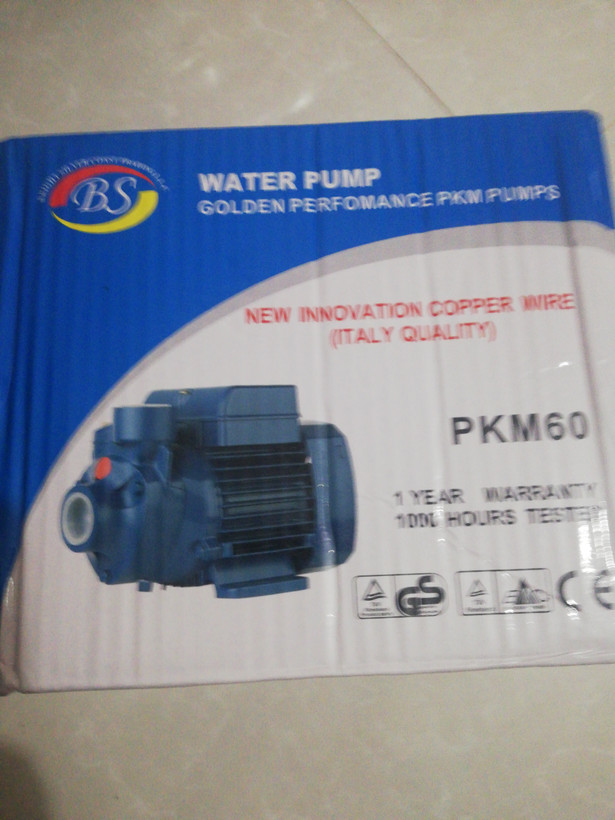 BS
WATER PUMP
GOLDEN PERFOMANCE PKM PUMPS
NEW INNOVATION COPPER WIRE
(ITALY QUALITY)
PKM60
1 YEAR WARRANTY
1000 HOURS TESTED
GS
CE